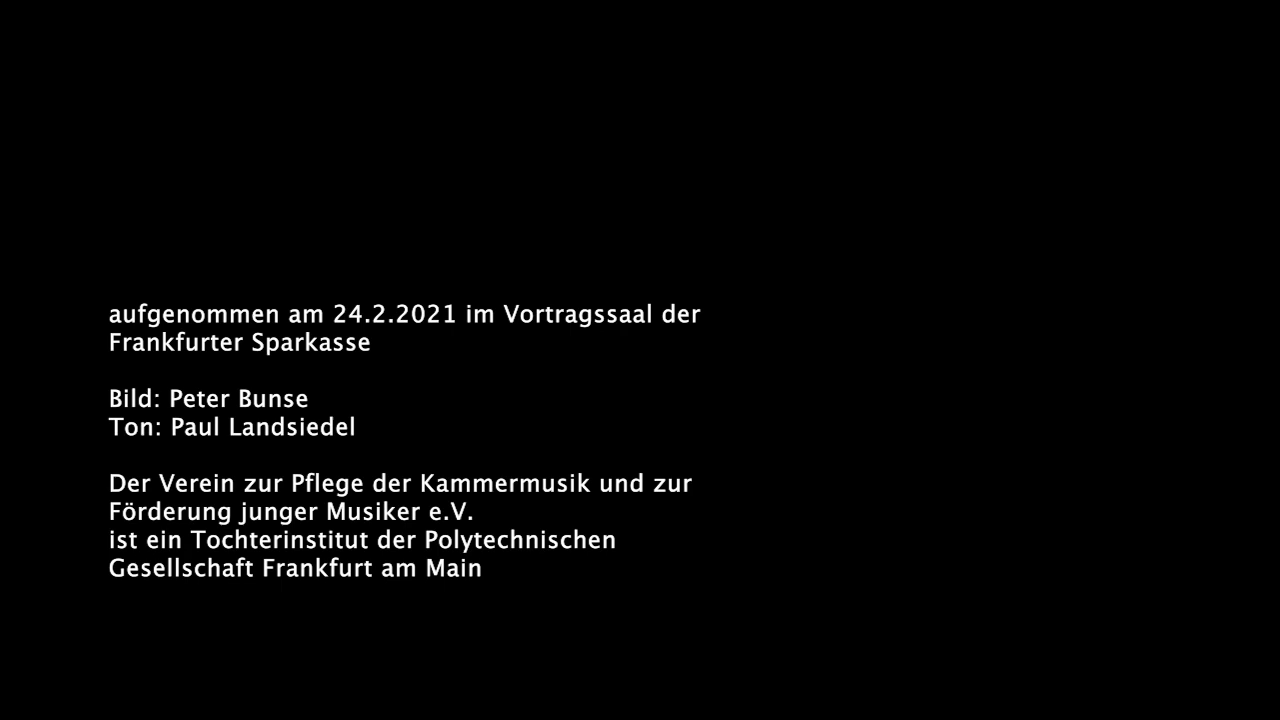 aufgenommen am 24.2.2021 im Vortragssaal der
Frankfurter Sparkasse
Bild: Peter Bunse
Ton: Paul Landsiedel
Der Verein zur Pflege der Kammermusik und zur
Förderung junger Musiker e.V.
ist ein Tochterinstitut der Polytechnischen
Gesellschaft Frankfurt am Main